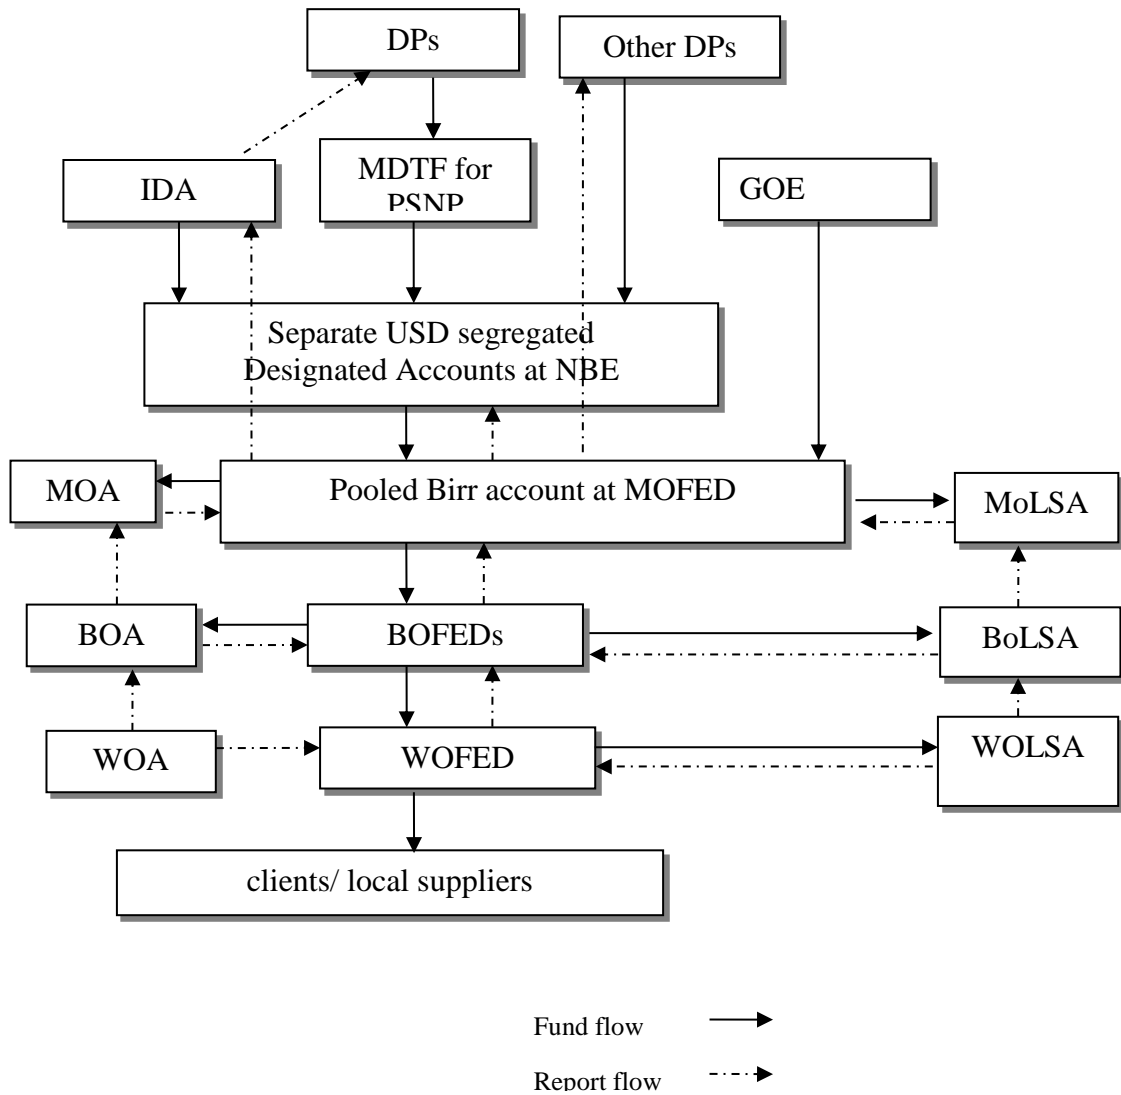 DPs
Other DPs
IDA
MDTF for
PSNP
GOE
Separate USD segregated
Designated Accounts at NBE
MOA
Pooled Birr account at MOFED
MoLSA
BOA
BOFEDs
BoLSA
WOA
WOFED
WOLSA
clients/ local suppliers
Fund flow
Report flow